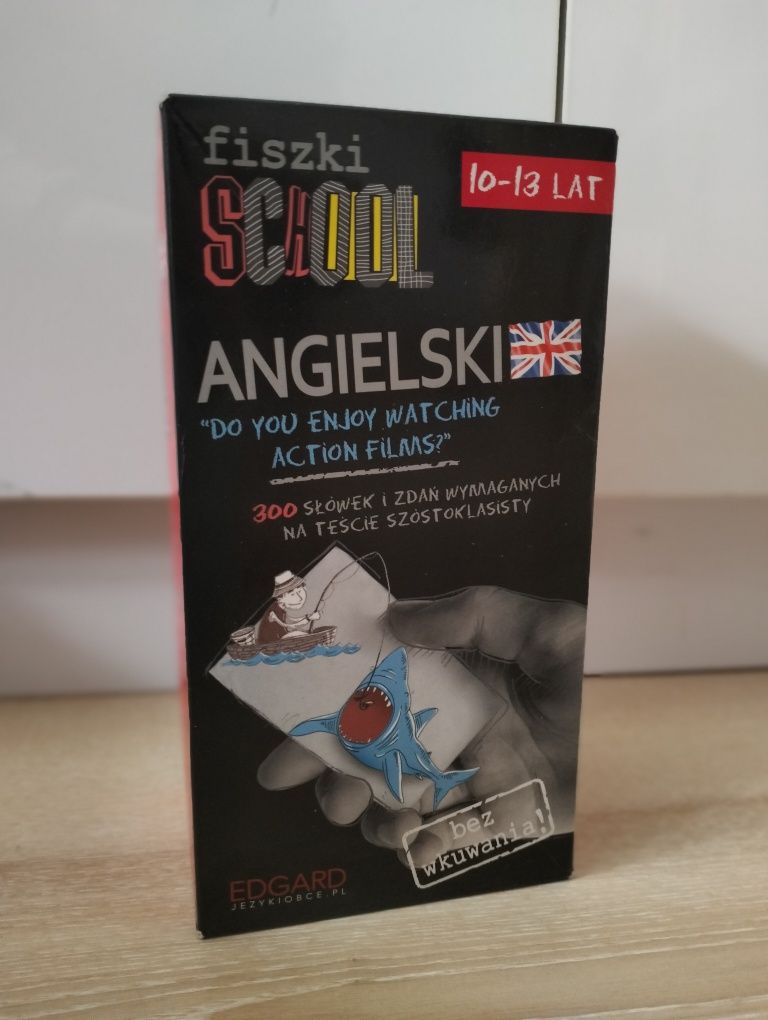 fiszki
SCHOOL
10-13 LAT
ANGIELSKI
"DO YOU ENJOY WATCHING
ACTION FILMS?"
300 SŁÓWEK I ZDAŃ WYMAGANYCH
NA TEŚCIE SZÓSTOKLASISTY
bez
wkuwania!
EDGARD
JEZYKIOBCE.PL